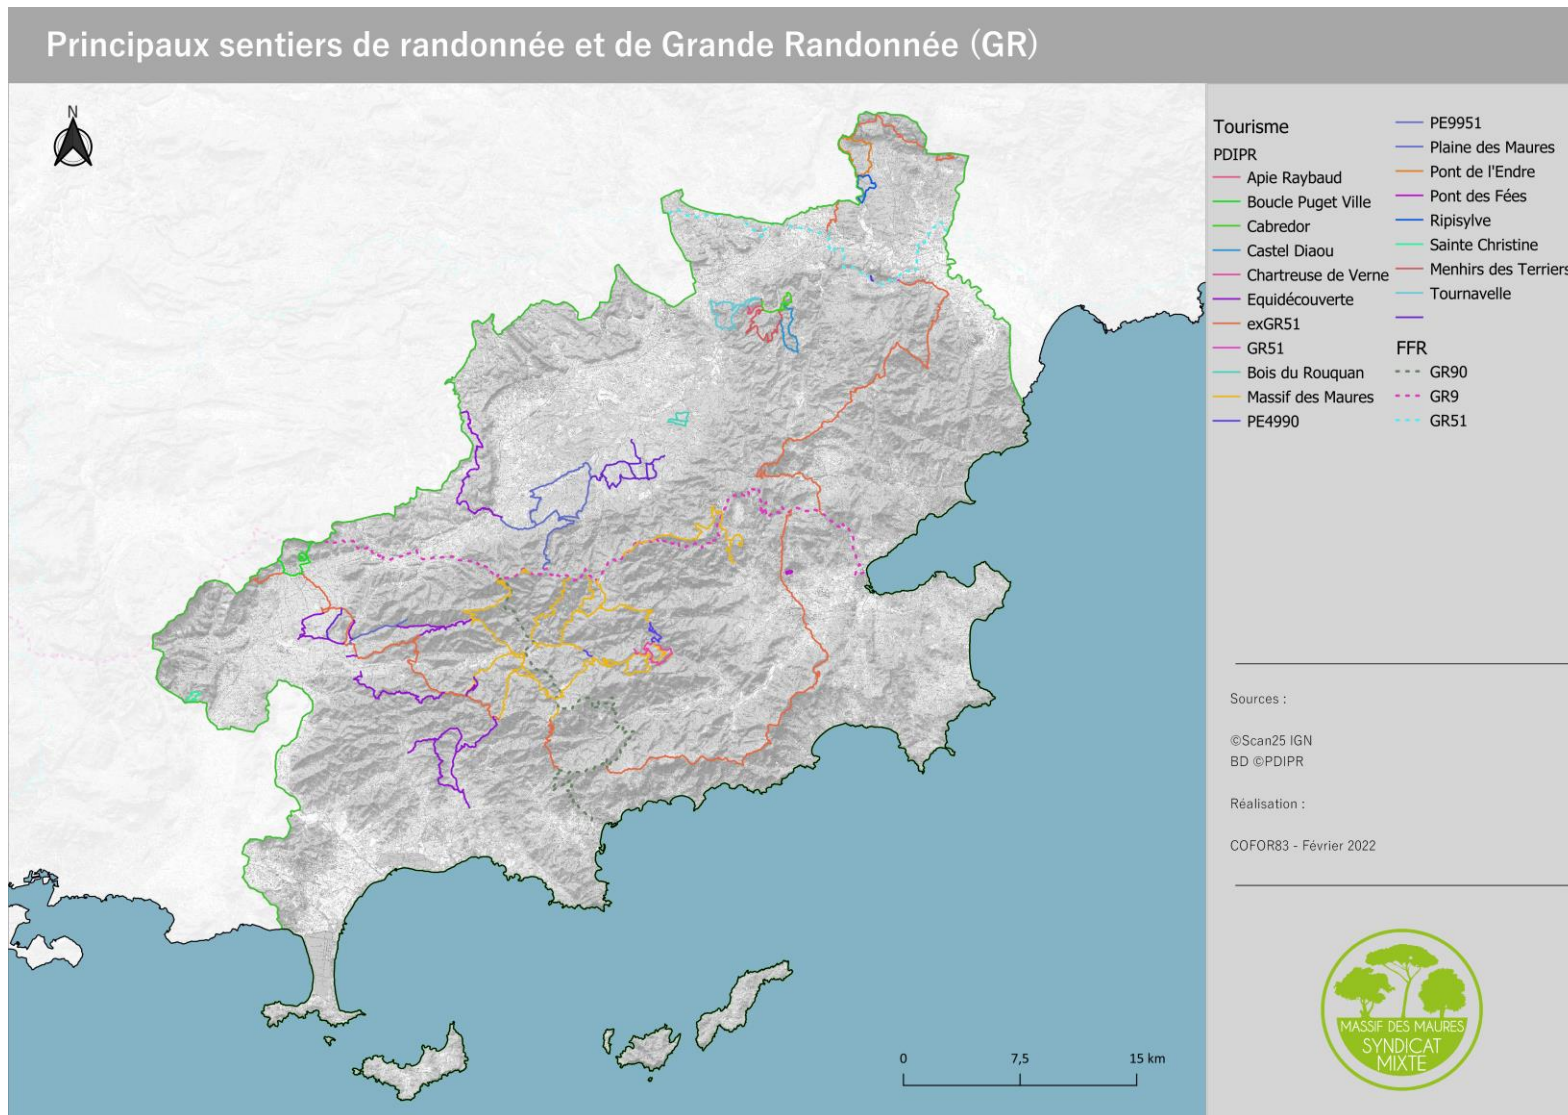 Principaux sentiers de randonnée et de Grande Randonnée (GR)
N
Tourisme
PDIPR
Apie Raybaud
Boucle Puget Ville
Cabredor
Castel Diaou
Chartreuse de Verne
Equidécouverte
exGR51
GR51
Bois du Rouquan
Massif des Maures
PE4990
PE9951
Plaine des Maures
Pont de l'Endre
Pont des Fées
Ripisylve
Sainte Christine
Menhirs des Terriers
Tournavelle
FFR
GR90
GR9
GR51
Sources :
©Scan25 IGN
BD ©PDIPR
Réalisation :
COFOR83 - Février 2022
0 7,5 15 km
MASSIF DES MAURES
SYNDICAT
MIXTE